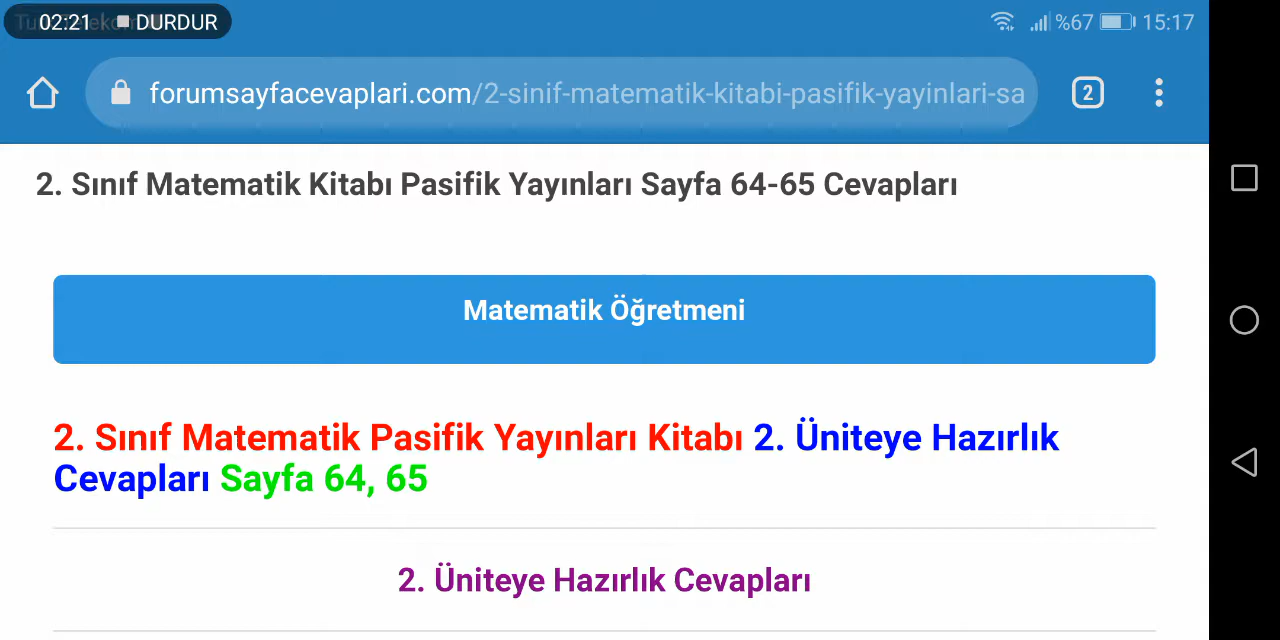 02:21 DURDUR
%67 15:17
forumsayfacevaplari.com/2-sinif-matematik-kitabi-pasifik-yayinlari-sa
2
2. Sınıf Matematik Kitabı Pasifik Yayınları Sayfa 64-65 Cevapları
Matematik Öğretmeni
2. Sınıf Matematik Pasifik Yayınları Kitabı 2. Üniteye Hazırlık
Cevapları Sayfa 64, 65
2. Üniteye Hazırlık Cevapları